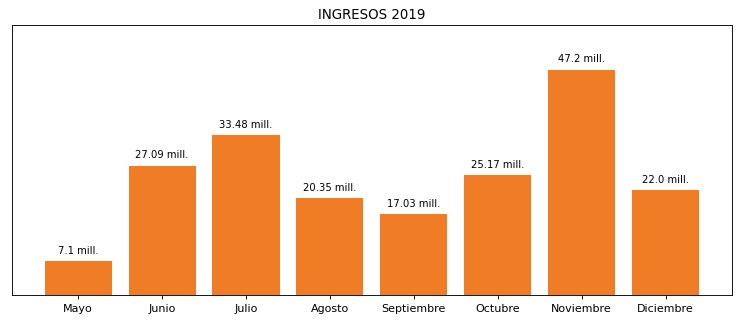 INGRESOS 2019
47.2 mill.
33.48 mill.
27.09 mill.
25.17 mill.
20.35 mill.
22.0 mill.
17.03 mill.
7.1 mill.
Mayo Junio Julio Agosto Septiembre Octubre Noviembre Diciembre